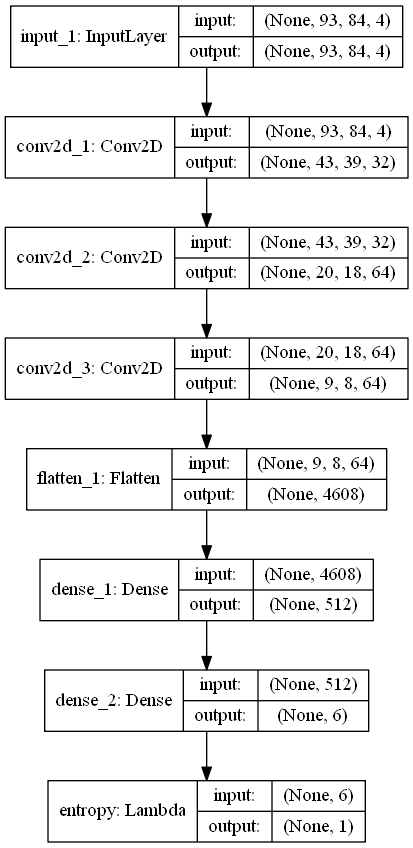 input_1: InputLayer
input: (None, 93, 84, 4)
output: (None, 93, 84, 4)
conv2d_1: Conv2D
input: (None, 93, 84, 4)
output: (None, 43, 39, 32)
conv2d_2: Conv2D
input: (None, 43, 39, 32)
output: (None, 20, 18, 64)
conv2d_3: Conv2D
input: (None, 20, 18, 64)
output: (None, 9, 8, 64)
flatten_1: Flatten
input: (None, 9, 8, 64)
output: (None, 4608)
dense_1: Dense
input: (None, 4608)
output: (None, 512)
dense_2: Dense
input: (None, 512)
output: (None, 6)
entropy: Lambda
input: (None, 6)
output: (None, 1)